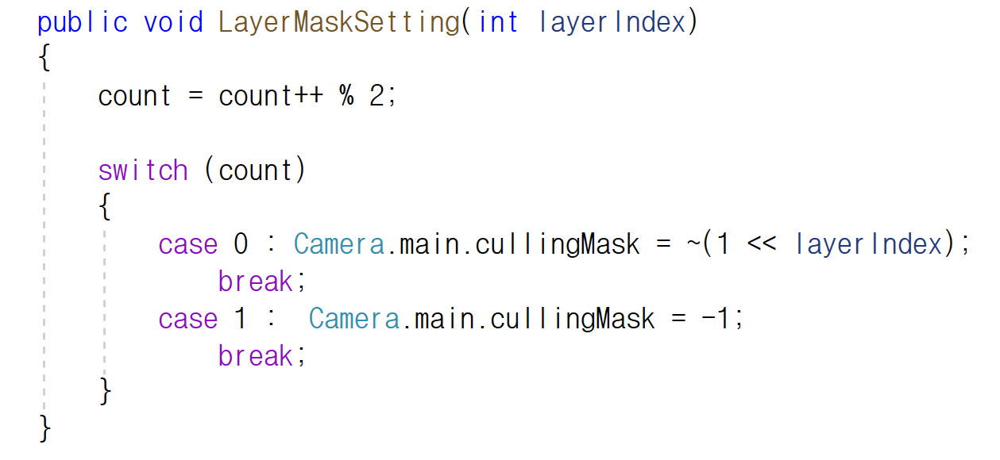 public void LayerMaskSetting(int layerIndex)
{
count = count++ % 2;
switch (count)
{
case 0 : Camera.main.cullingMask = ~(1 << layerIndex);
break;
case 1 :  Camera.main.cullingMask = -1;
break;
}
}